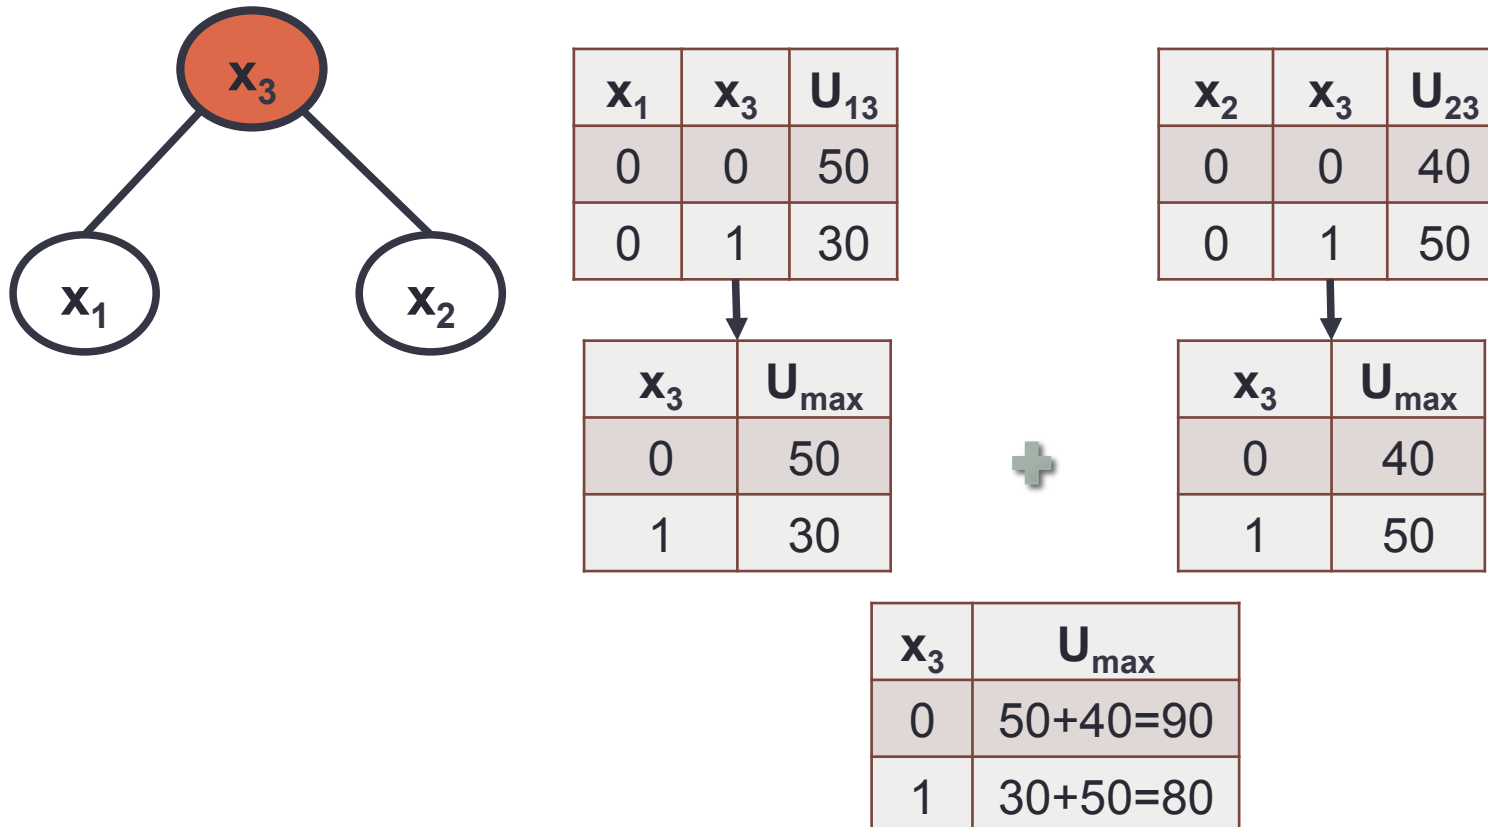 x₃
x₁
x₂
x₁ x₃ U₁₃
0 0 50
0 1 30
x₂ x₃ U₂₃
0 0 40
0 1 50
x₃ Uₘₐₓ
0 50
1 30
x₃ Uₘₐₓ
0 40
1 50
x₃ Uₘₐₓ
0 50+40=90
1 30+50=80